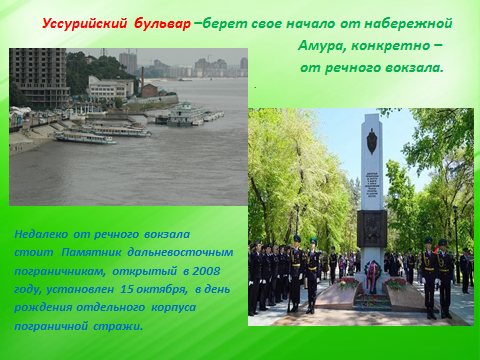 Уссурийский бульвар –берет свое начало от набережной
Амура, конкретно –
от речного вокзала.
Недалеко от речного вокзала
стоит Памятник дальневосточным
пограничникам, открытый в 2008
году, установлен 15 октября, в день
рождения отдельного корпуса
пограничной стражи.